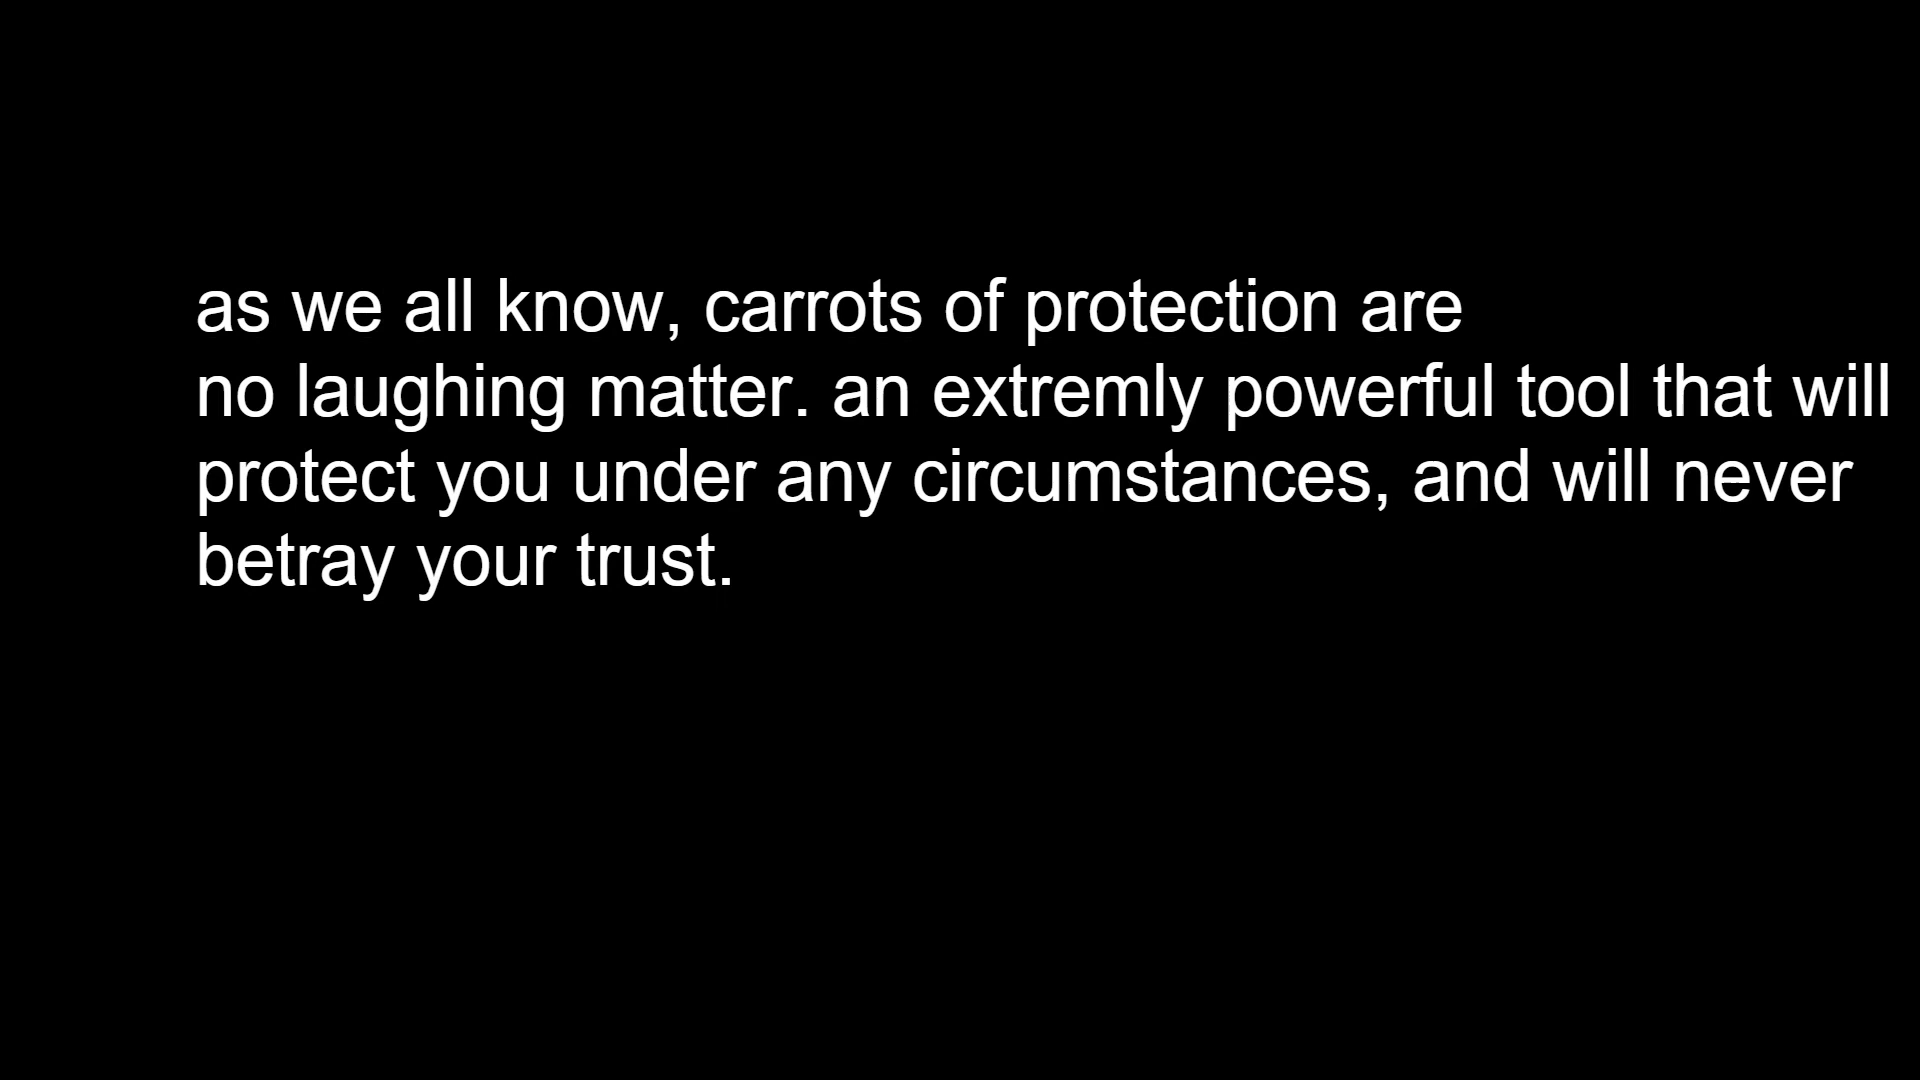 as we all know, carrots of protection are
no laughing matter. an extremly powerful tool that will
protect you under any circumstances, and will never
betray your trust.